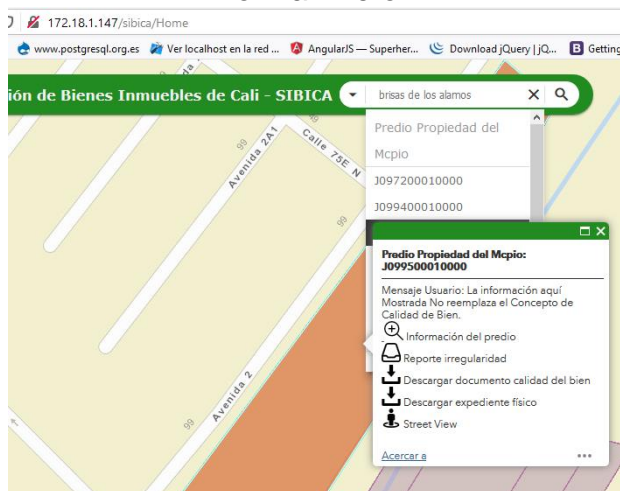 172.18.1.147/sibica/Home
www.postgresql.org.es Ver localhost en la red ... AngularJS — Superher... Download jQuery | jQ... B Getting
ión de Bienes Inmuebles de Cali - SIBICA
brisas de los alamos
Predio Propiedad del
Mcpio
J097200010000
J099400010000
Predio Propiedad del Mcpio:
J099500010000
Mensaje Usuario: La información aquí
Mostrada No reemplaza el Concepto de
Calidad de Bien.
Información del predio
Reporte irregularidad
Descargar documento calidad del bien
Descargar expediente físico
Street View
Acercar a
Avenida 2A1
Calle 75E N
Avenida 2
99
99
99
99